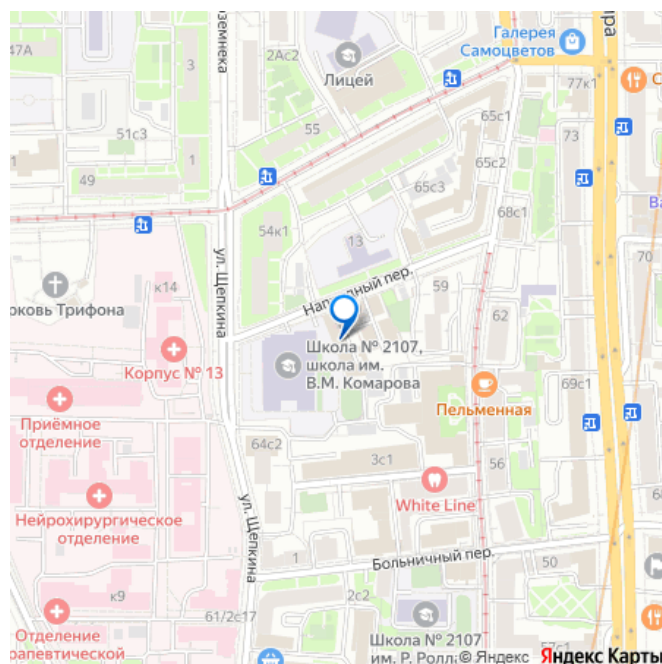 Галерея
Самоцветов
47А
3
2Ас2
Лицей
77к1
65с1
73
51с3
55
65с2
1
49
65с3
68с1
ул. Щепкина
54к1
13
70
к14
Напрудный пер.
59
62
Корпус № 13
Школа № 2107,
школа им.
В.М. Комарова
69с1
Пельменная
Приёмное
отделение
64с2
3с1
56
White Line
Нейрохирургическое
отделение
ул. Щепкина
1
Больничный пер.
50
к9
2с2
61/2с17
Отделение
Школа № 2107
им. Р. Ролл
57с1
© Яндекс Яндекс Карты